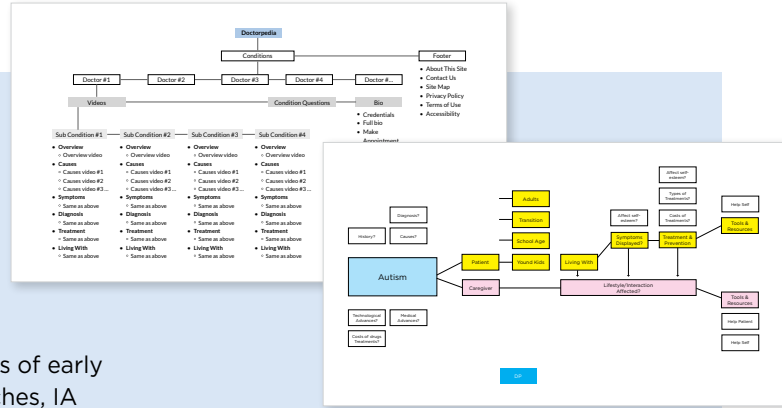 Doctorpedia
Conditions
Footer
• About This Site
• Contact Us
• Site Map
• Privacy Policy
• Terms of Use
• Accessibility
Doctor #1
Doctor #2
Doctor #3
Doctor #4
Doctor #...
Videos
Condition Questions
Bio
• Credentials
• Full bio
• Make
Sub Condition #1
• Overview
◦ Overview video
• Causes
◦ Causes video #1
◦ Causes video #2
◦ Causes video #3 ...
• Symptoms
◦ Same as above
• Diagnosis
◦ Same as above
• Treatment
◦ Same as above
• Living With
◦ Same as above
Sub Condition #2
• Overview
◦ Overview video
• Causes
◦ Causes video #1
◦ Causes video #2
◦ Causes video #3 ...
• Symptoms
◦ Same as above
• Diagnosis
◦ Same as above
• Treatment
◦ Same as above
• Living With
◦ Same as above
Sub Condition #3
• Overview
◦ Overview video
• Causes
◦ Causes video #1
◦ Causes video #2
◦ Causes video #3 ...
• Symptoms
◦ Same as above
• Diagnosis
◦ Same as above
• Treatment
◦ Same as above
• Living With
◦ Same as above
Sub Condition #4
• Overview
◦ Overview video
• Causes
◦ Causes video #1
◦ Causes video #2
◦ Causes video #3 ...
• Symptoms
◦ Same as above
• Diagnosis
◦ Same as above
• Treatment
◦ Same as above
• Living With
◦ Same as above
Diagnosis?
History?
Causes?
Autism
Technological
Advances?
Medical
Advances?
Costs of drugs
Treatments?
Patient
Caregiver
Adults
Transition
School Age
Yound Kids
Living With
Affect self-
esteem?
Symptoms
Displayed?
Affect self-
esteem?
Types of
Treatments?
Costs of
Treatments?
Treatment &
Prevention
Lifestyle/Interaction
Affected?
Help Self
Tools &
Resources
Tools &
Resources
Help Patient
Help Self
DP
s of early
hes, IA